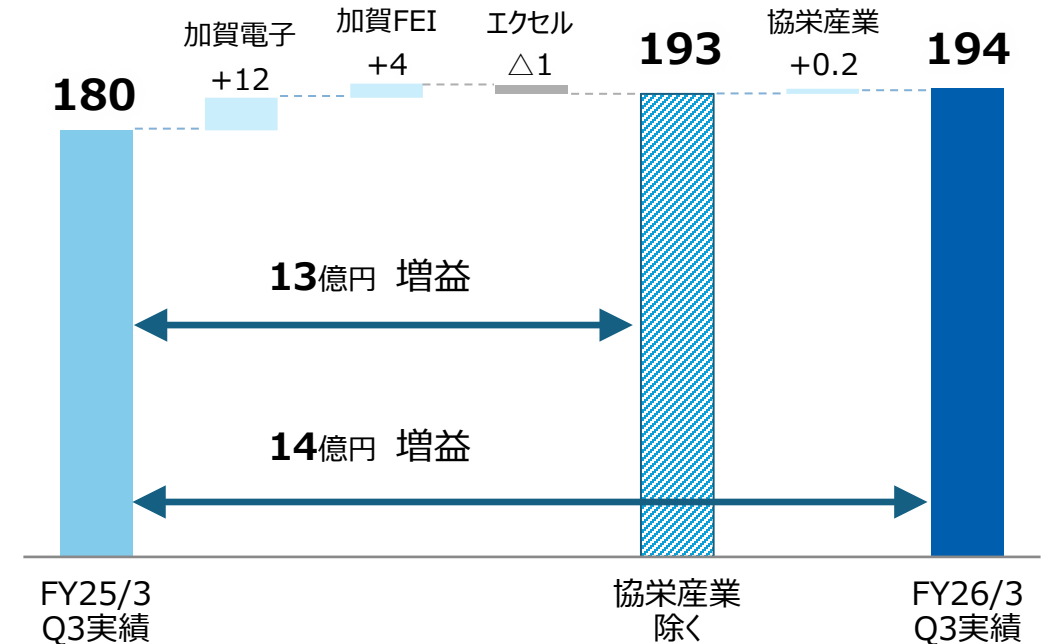 180
加賀電子
+12
加賀FEI
+4
エクセル
△1
193
協栄産業
+0.2
194
13億円 増益
14億円 増益
FY25/3
Q3実績
協栄産業
除く
FY26/3
Q3実績